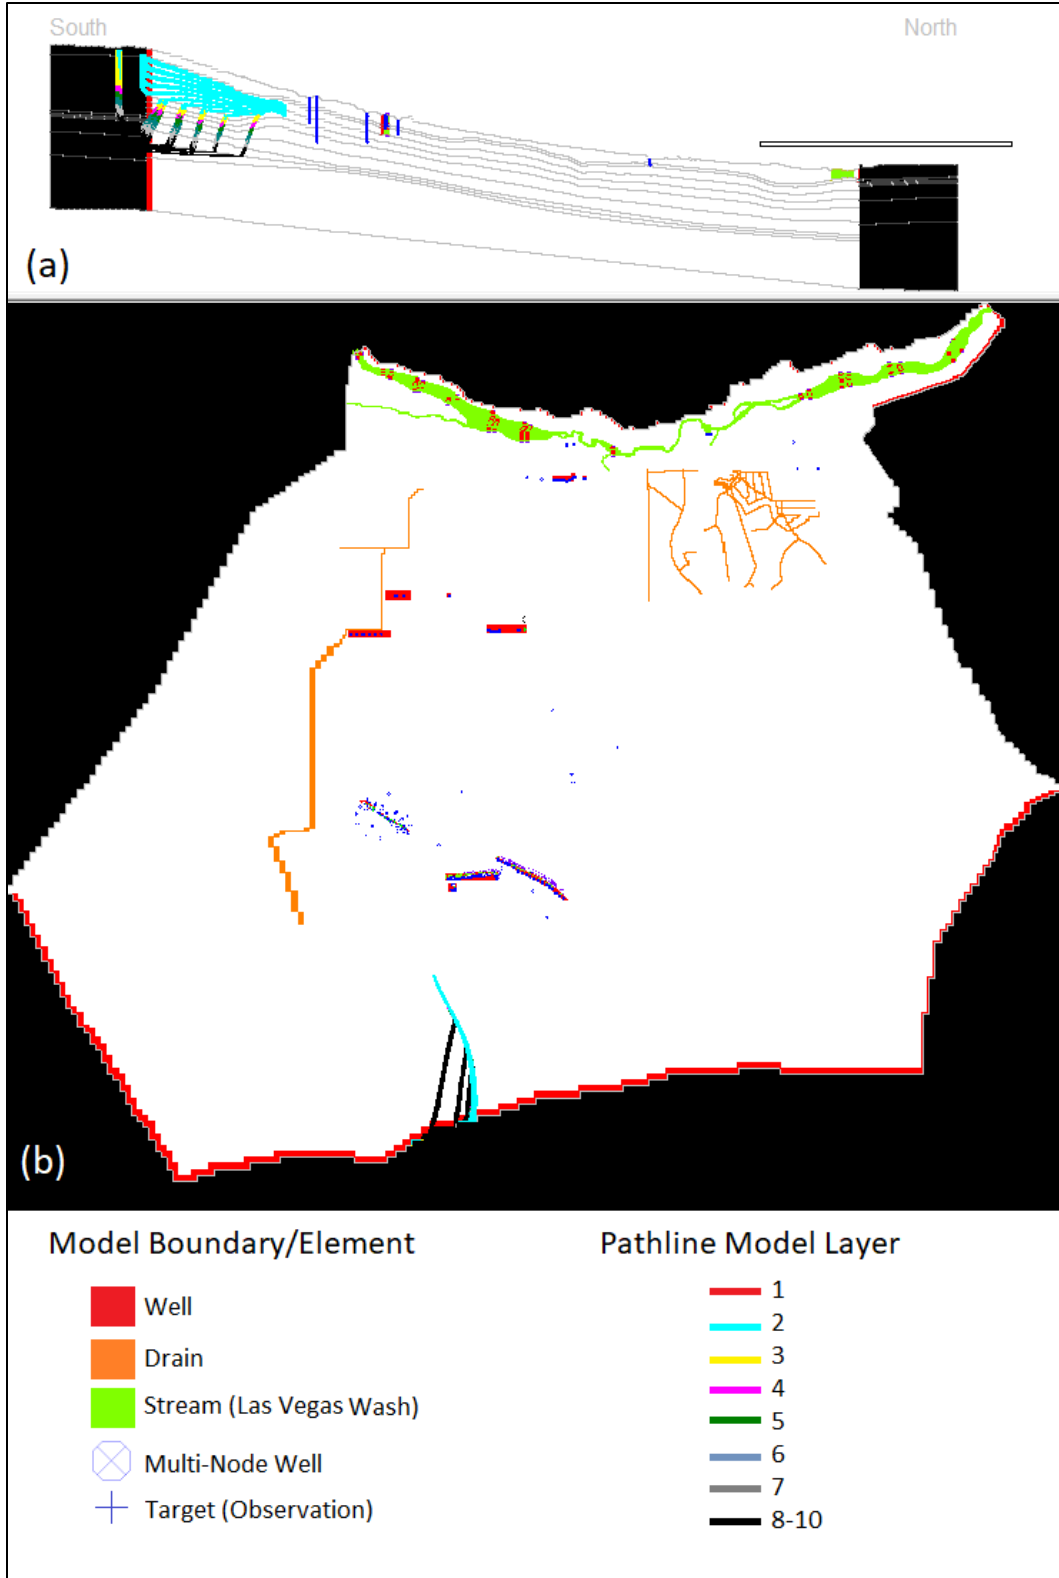 South
North
(a)
(b)
Model Boundary/Element
Pathline Model Layer
Well
Drain
Stream (Las Vegas Wash)
Multi-Node Well
Target (Observation)
1
2
3
4
5
6
7
8-10